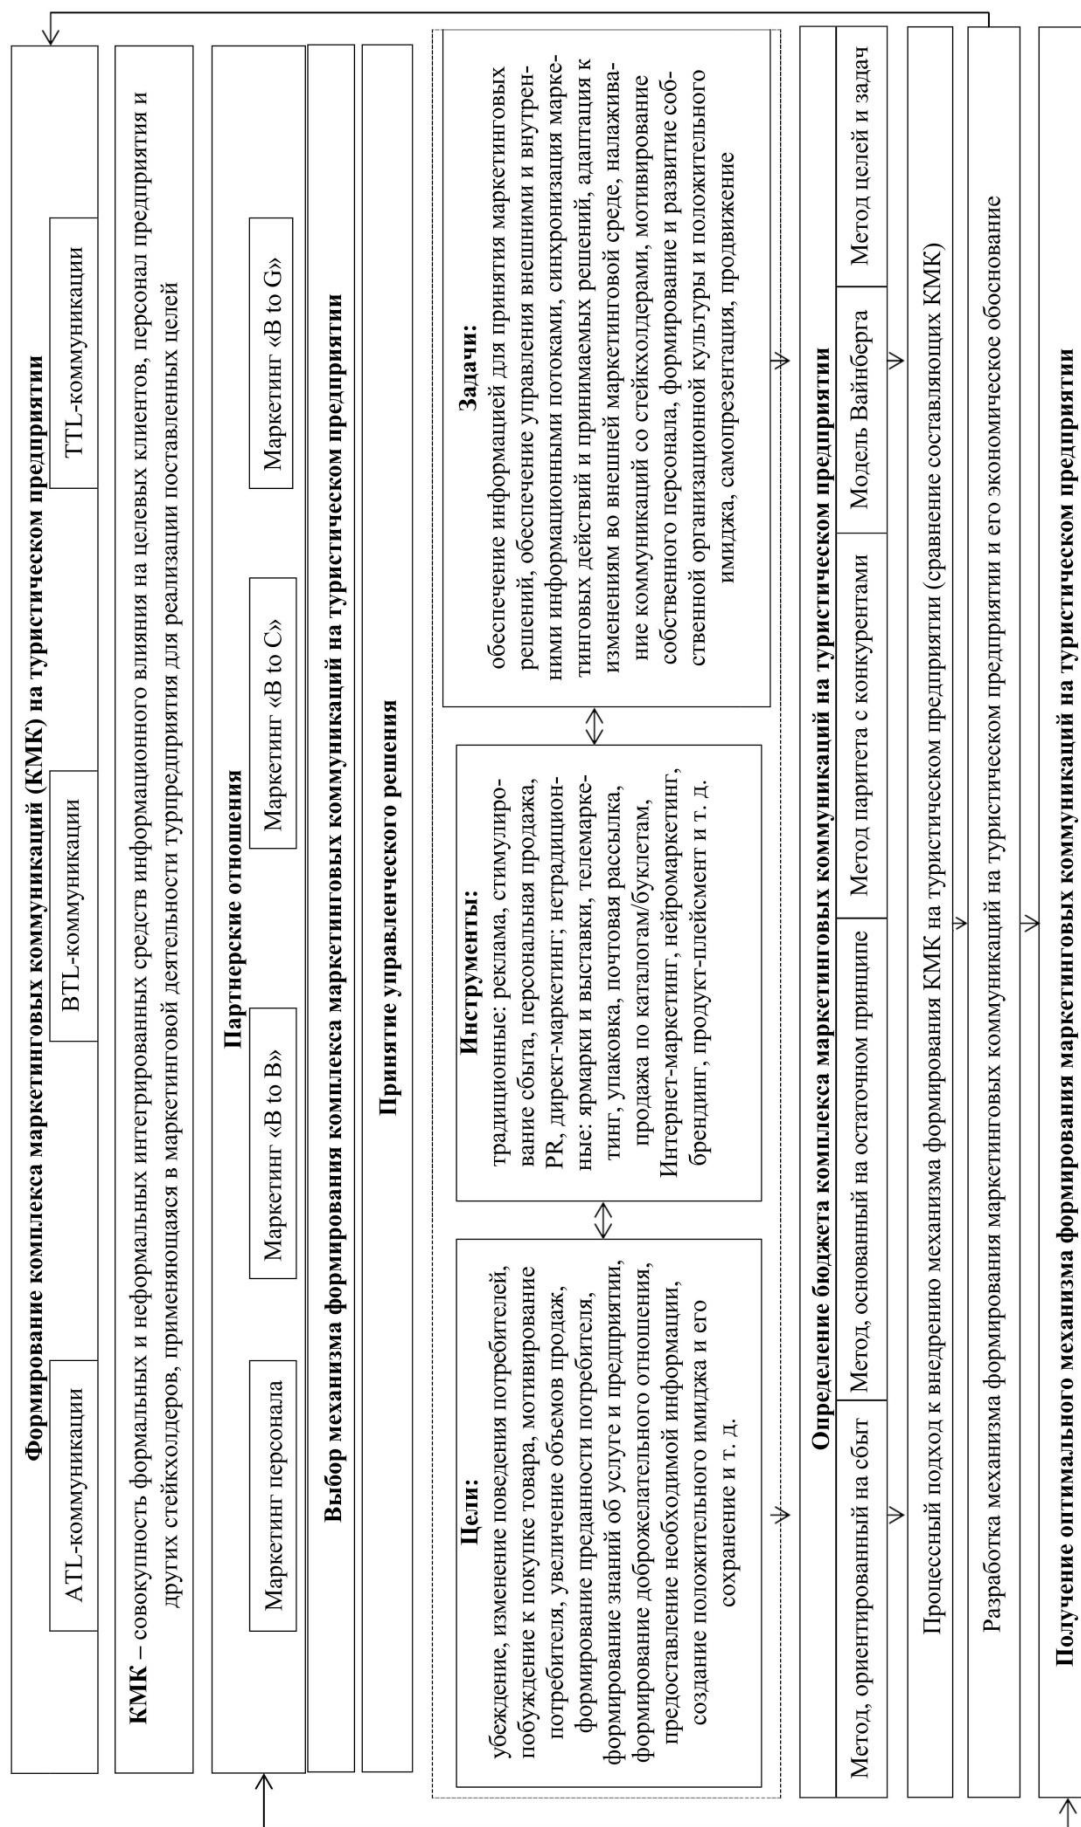 Формирование комплекса маркетинговых коммуникаций (КМК) на туристическом предприятии
ATL-коммуникации
BTL-коммуникации
TTL-коммуникации
КМК – совокупность формальных и неформальных интегрированных средств информационного влияния на целевых клиентов, персонал предприятия и
других стейкхолдеров, применяющаяся в маркетинговой деятельности турпредприятия для реализации поставленных целей
Партнерские отношения
Маркетинг персонала
Маркетинг «B to B»
Маркетинг «B to C»
Маркетинг «B to G»
Выбор механизма формирования комплекса маркетинговых коммуникаций на туристическом предприятии
Принятие управленческого решения
Цели:
убеждение, изменение поведения потребителей,
побуждение к покупке товара, мотивирование
потребителя, увеличение объемов продаж,
формирование преданности потребителя,
формирование знаний об услуге и предприятии,
формирование доброжелательного отношения,
предоставление необходимой информации,
создание положительного имиджа и его
сохранение и т. д.
Инструменты:
традиционные: реклама, стимулиро-
вание сбыта, персональная продажа,
PR, директ-маркетинг; нетрадицион-
ные: ярмарки и выставки, телемарке-
тинг, упаковка, почтовая рассылка,
продажа по каталогам/буклетам,
Интернет-маркетинг, нейромаркетинг,
брендинг, продукт-плейсмент и т. д.
Задачи:
обеспечение информацией для принятия маркетинговых
решений, обеспечение управления внешними и внутрен-
ними информационными потоками, синхронизация марке-
тинговых действий и принимаемых решений, адаптация к
изменениям во внешней маркетинговой среде, налажива-
ние коммуникаций со стейкхолдерами, мотивирование
собственного персонала, формирование и развитие соб-
ственной организационной культуры и положительного
имиджа, самопрезентация, продвижение
Определение бюджета комплекса маркетинговых коммуникаций на туристическом предприятии
Метод, ориентированный на сбыт
Метод, основанный на остаточном принципе
Метод паритета с конкурентами
Модель Вайнберга
Метод целей и задач
Процессный подход к внедрению механизма формирования КМК на туристическом предприятии (сравнение составляющих КМК)
Разработка механизма формирования маркетинговых коммуникаций на туристическом предприятии и его экономическое обоснование
Получение оптимального механизма формирования маркетинговых коммуникаций на туристическом предприятии